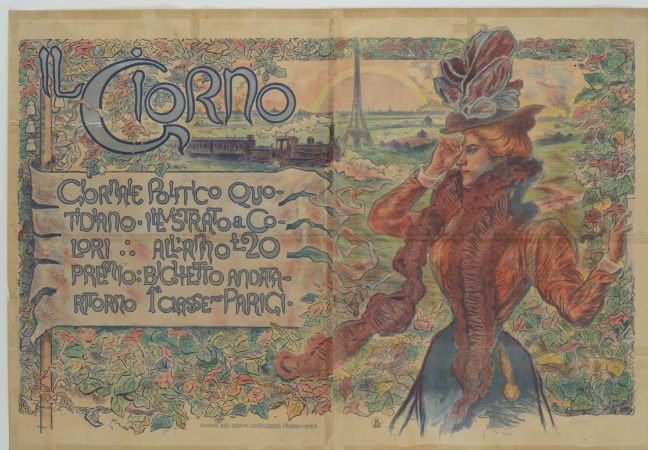 IL GIORNO
GIORNALE POLITICO QUO-
TIDIANO · ILLVSTRATO a CO-
LORI ∴ ALL'ANNO £20
PREMIO: BIGLIETTO ANDATA-
RITORNO 1ª CLASSE PER PARIGI·